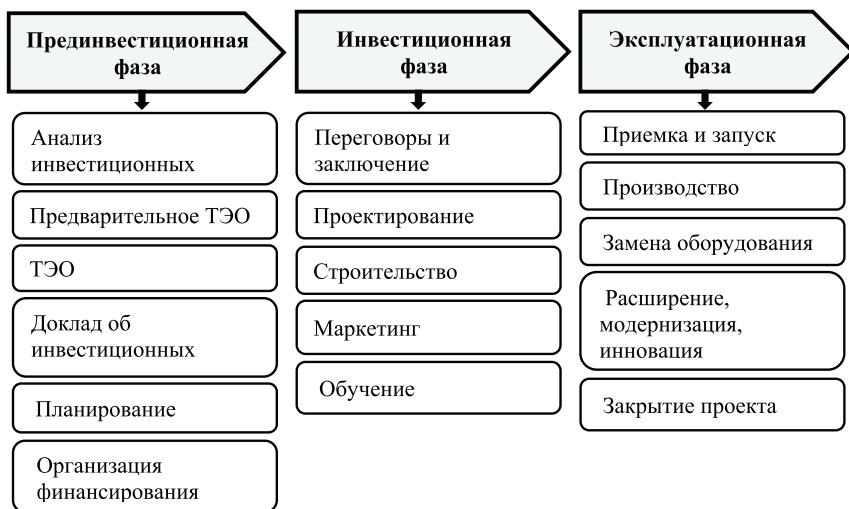 Прединвестиционная
фаза
Анализ
инвестиционных
Предварительное ТЭО
ТЭО
Доклад об
инвестиционных
Планирование
Организация
финансирования
Инвестиционная
фаза
Переговоры и
заключение
Проектирование
Строительство
Маркетинг
Обучение
Эксплуатационная
фаза
Приемка и запуск
Производство
Замена оборудования
Расширение,
модернизация,
инновация
Закрытие проекта